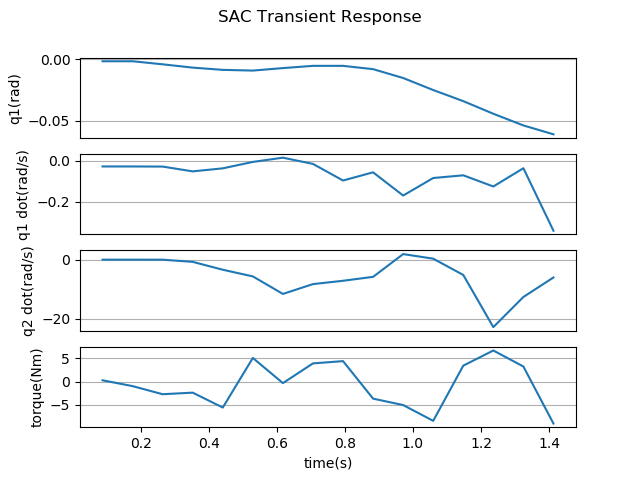 SAC Transient Response
q1(rad)
0.00
−0.05
q1 dot(rad/s)
0.0
−0.2
q2 dot(rad/s)
0
−20
torque(Nm)
5
0
−5
0.2 0.4 0.6 0.8 1.0 1.2 1.4
time(s)